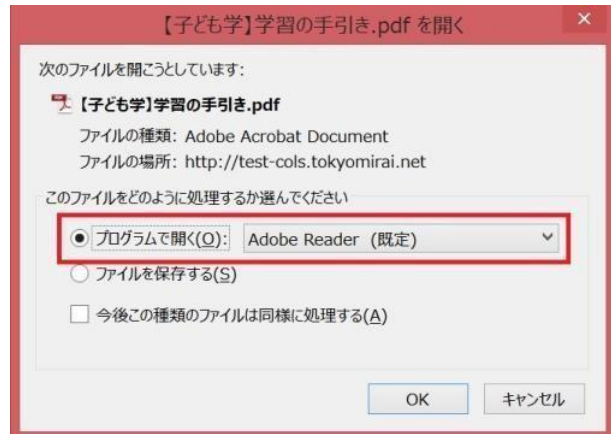 【子ども学】学習の手引き.pdf を開く
次のファイルを開こうとしています:
【子ども学】学習の手引き.pdf
ファイルの種類: Adobe Acrobat Document
ファイルの場所: http://test-cols.tokyomirai.net
このファイルをどのように処理するか選んでください
プログラムで開く(O): Adobe Reader (既定)
ファイルを保存する(S)
今後この種類のファイルは同様に処理する(A)
OK キャンセル